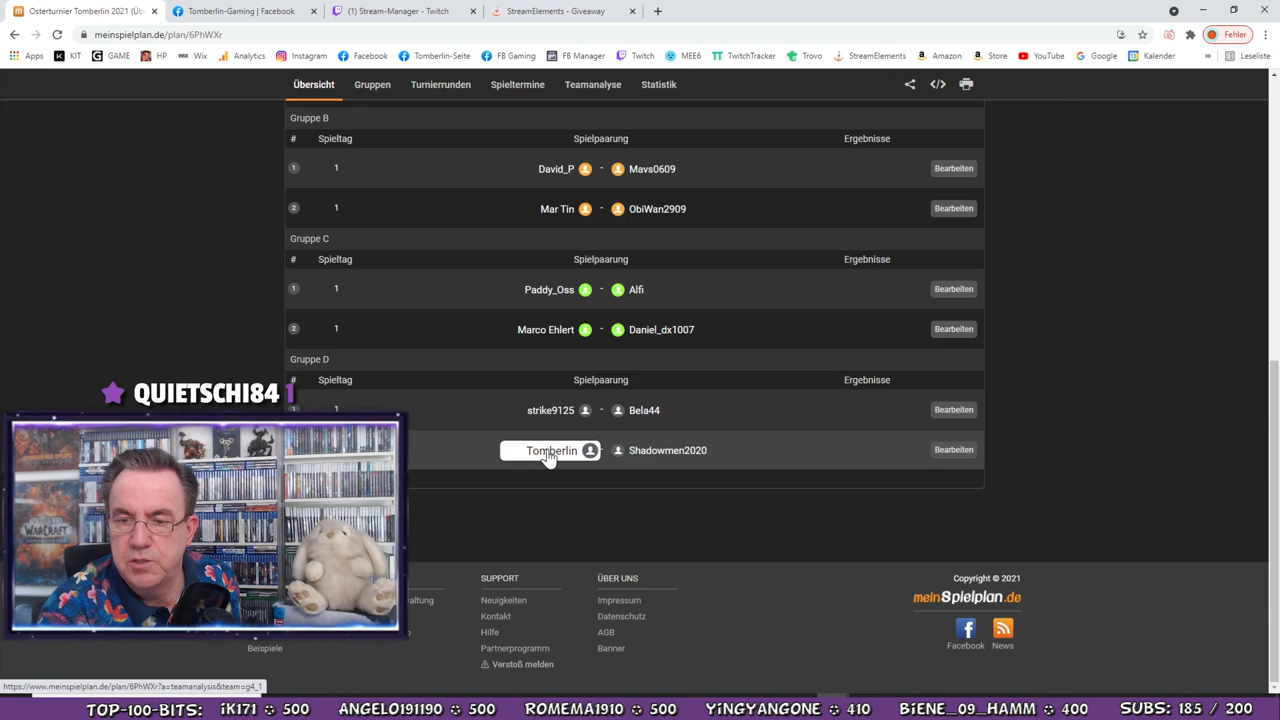 Osterturnier Tomberlin 2021 (Üb
Tomberlin-Gaming | Facebook
(1) Stream-Manager - Twitch
StreamElements - Giveaway
meinspielplan.de/plan/6PhWXr
Fehler
Apps
KIT
GAME
HP
Wix
Analytics
Instagram
Facebook
Tomberlin-Seite
FB Gaming
FB Manager
Twitch
MEE6
TwitchTracker
Trovo
StreamElements
Amazon
Store
YouTube
Google
Kalender
»
Leseliste
Übersicht Gruppen Turnierrunden Spieltermine Teamanalyse Statistik
Gruppe B
# Spieltag Spielpaarung Ergebnisse
1 1 David_P - Mavs0609 Bearbeiten
2 1 Mar Tin - ObiWan2909 Bearbeiten
Gruppe C
# Spieltag Spielpaarung Ergebnisse
1 1 Paddy_Oss - Alfi Bearbeiten
2 1 Marco Ehlert - Daniel_dx1007 Bearbeiten
Gruppe D
# Spieltag Spielpaarung Ergebnisse
QUIETSCHI84 1
1 1 strike9125 - Bela44 Bearbeiten
Tomberlin - Shadowmen2020 Bearbeiten
WARCRAFT
SUPPORT
Neuigkeiten
Kontakt
Hilfe
Partnerprogramm
Verstoß melden
ÜBER UNS
Impressum
Datenschutz
AGB
Banner
Copyright © 2021
mein8pielplan.de
Facebook
News
altung
Beispiele
https://www.meinspielplan.de/plan/6PhWXr?a=teamanalysis&team=g4_1
TOP-100-BITS: IK171 500 ANGELO191190 500 ROMEMA1910 500 YINGYANGONE 410 BIENE_09_HAMM 400 SUBS: 185 / 200